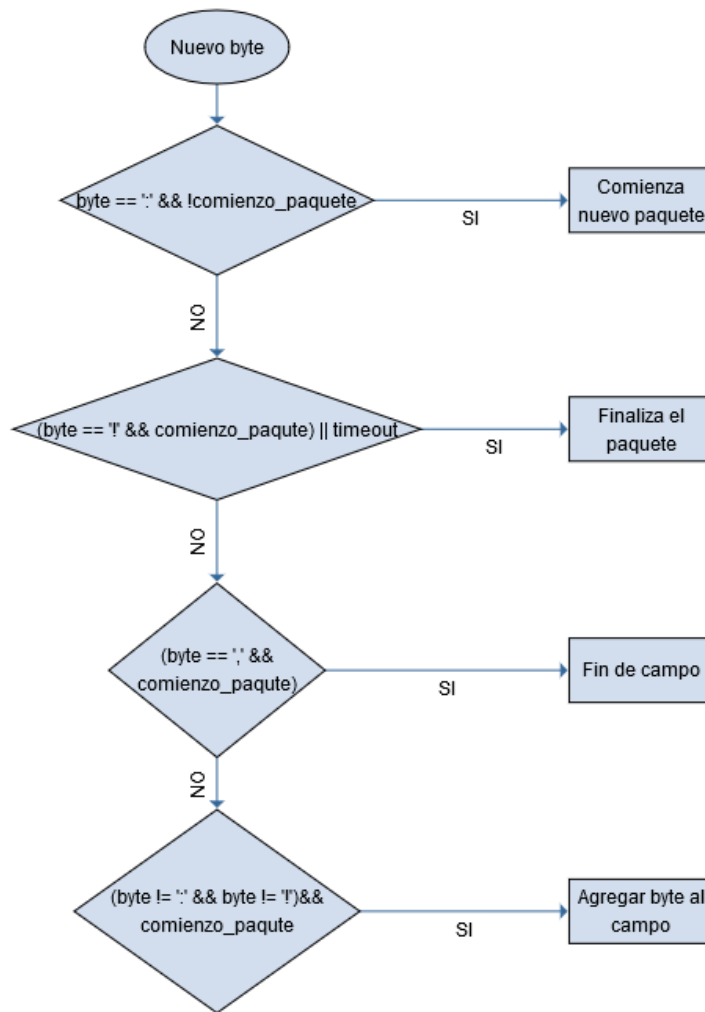 Nuevo byte
byte == ':' && !comienzo_paquete
SI
Comienza
nuevo paquete
NO
(byte == '!' && comienzo_paqute) || timeout
SI
Finaliza el
paquete
NO
(byte == ',' &&
comienzo_paqute)
SI
Fin de campo
NO
(byte != ':' && byte != '!')&&
comienzo_paqute
SI
Agregar byte al
campo